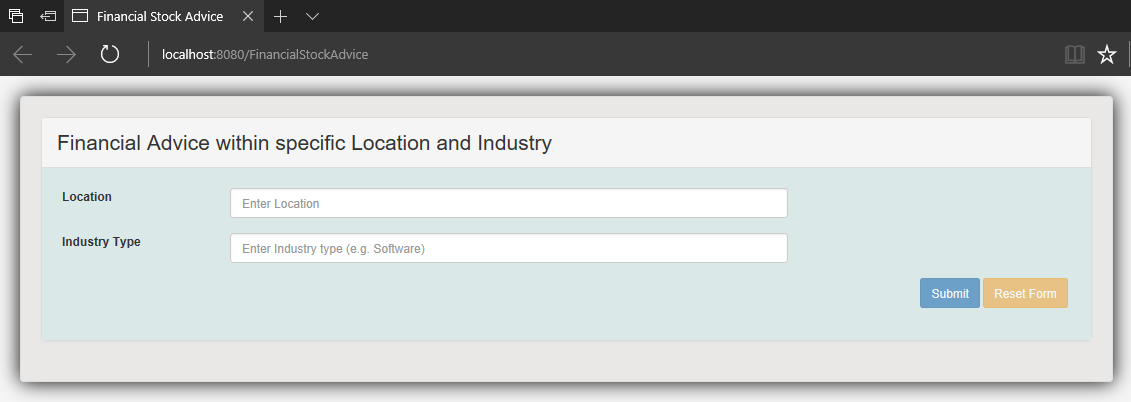 Financial Stock Advice
localhost:8080/FinancialStockAdvice
Financial Advice within specific Location and Industry
Location
Enter Location
Industry Type
Enter Industry type (e.g. Software)
Submit Reset Form